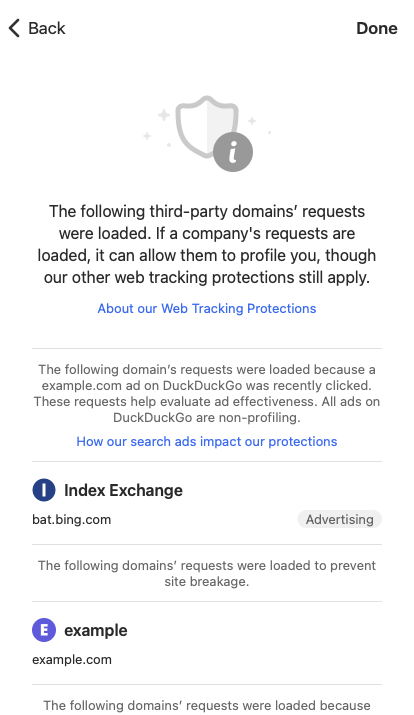 Back
Done
The following third-party domains’ requests
were loaded. If a company's requests are
loaded, it can allow them to profile you, though
our other web tracking protections still apply.
About our Web Tracking Protections
The following domain’s requests were loaded because a
example.com ad on DuckDuckGo was recently clicked.
These requests help evaluate ad effectiveness. All ads on
DuckDuckGo are non-profiling.
How our search ads impact our protections
I Index Exchange
bat.bing.com
Advertising
The following domains’ requests were loaded to prevent
site breakage.
E example
example.com
The following domains’ requests were loaded because